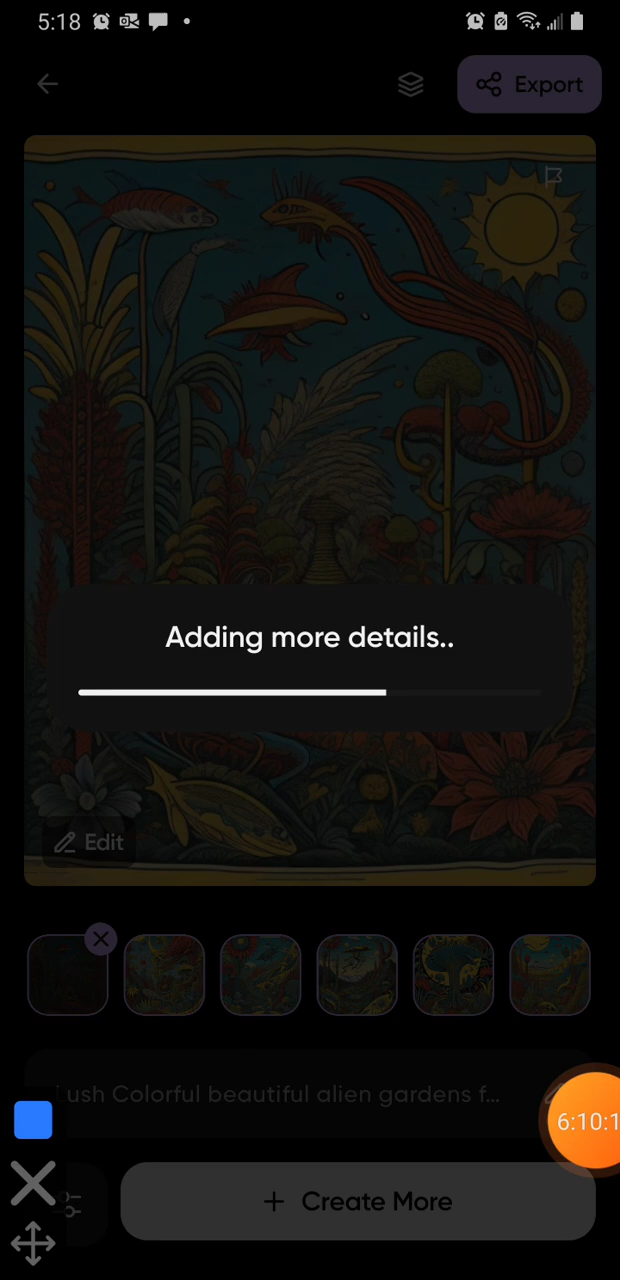 5:18
Export
Adding more details..
Edit
Lush Colorful beautiful alien gardens f...
6:10:1
+ Create More